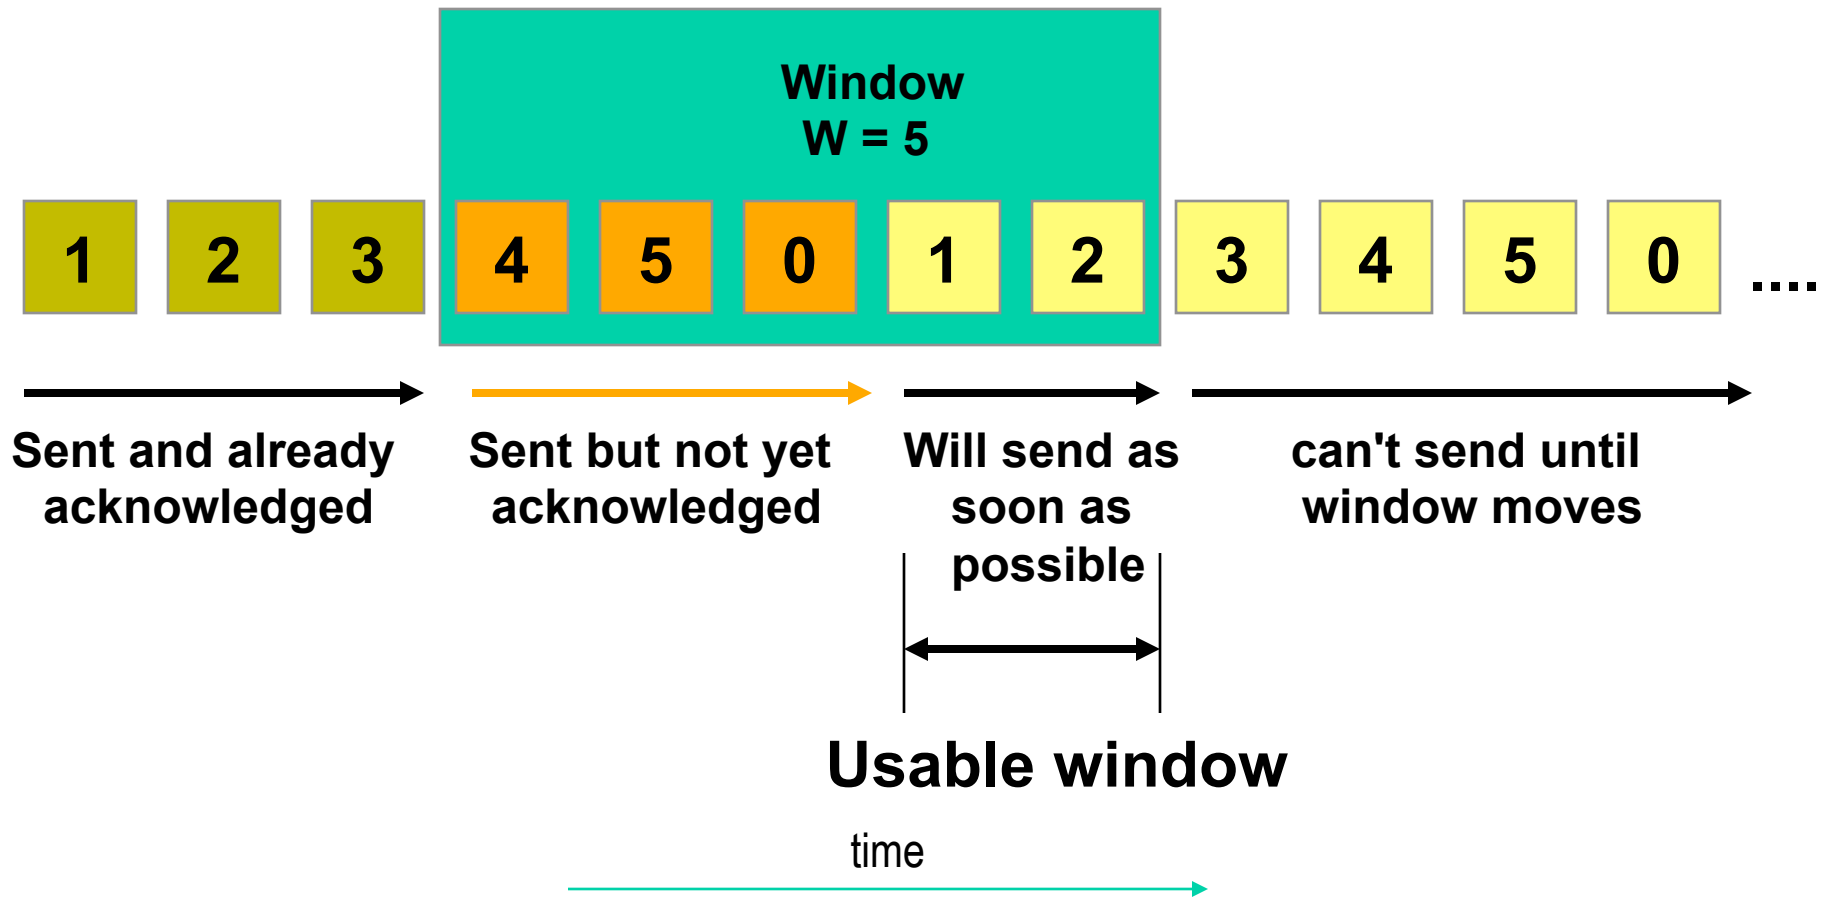 Window
W = 5
1 2 3 4 5 0 1 2 3 4 5 0 ....
Sent and already
acknowledged
Sent but not yet
acknowledged
Will send as
soon as
possible
can't send until
window moves
Usable window
time